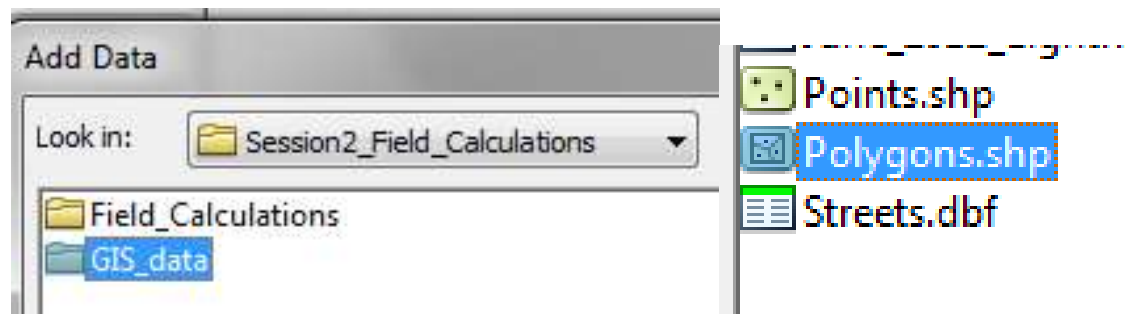 Add Data
Look in:
Session2_Field_Calculations
Field_Calculations
GIS_data
Points.shp
Polygons.shp
Streets.dbf